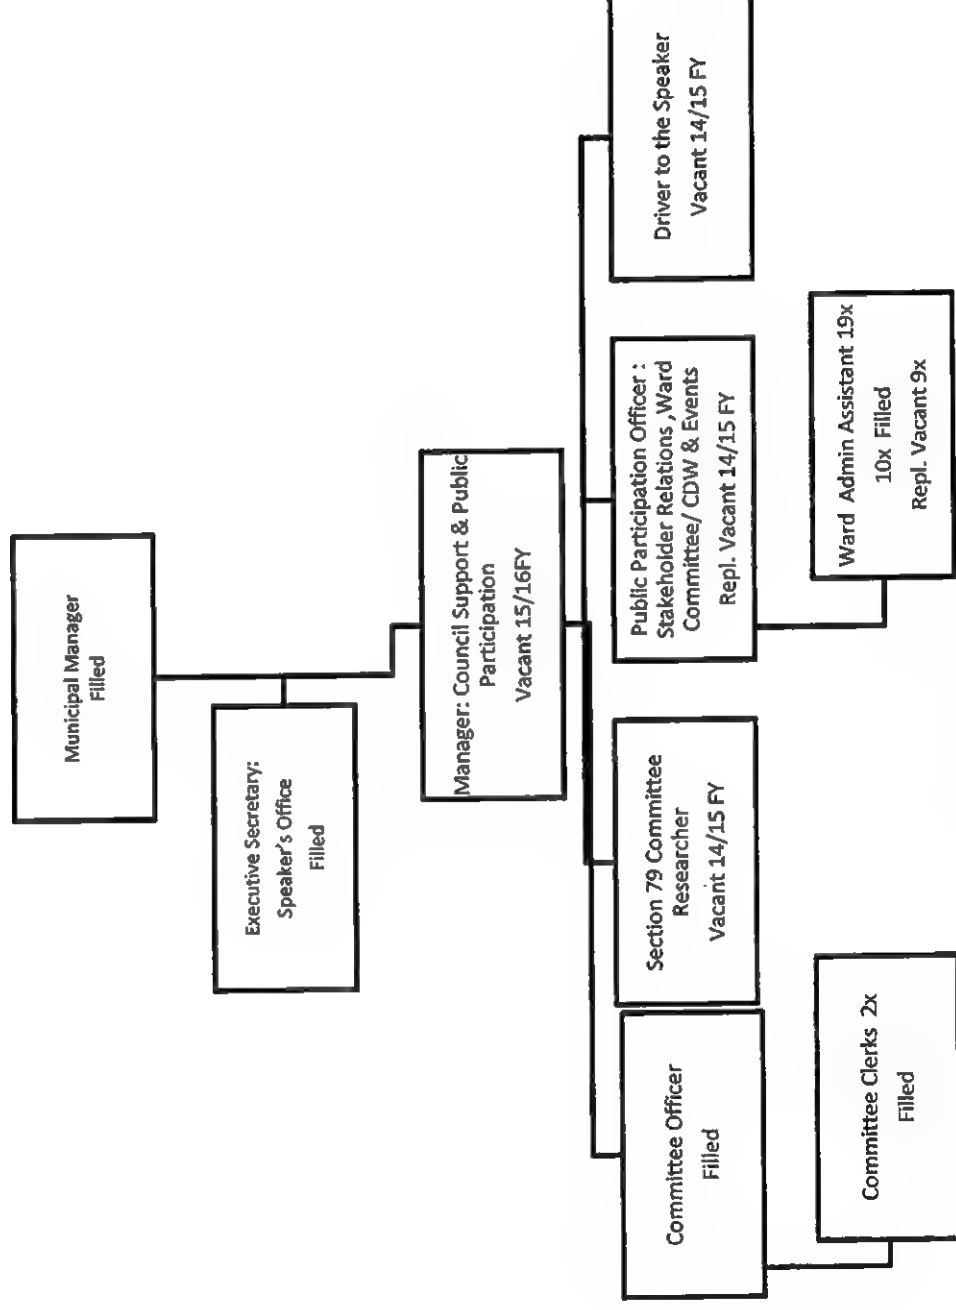 Municipal Manager
Filled
Executive Secretary:
Speaker's Office
Filled
Manager: Council Support & Public
Participation
Vacant 15/16FY
Committee Officer
Filled
Section 79 Committee
Researcher
Vacant 14/15 FY
Public Participation Officer :
Stakeholder Relations ,Ward
Committee/ CDW & Events
Repl. Vacant 14/15 FY
Driver to the Speaker
Vacant 14/15 FY
Committee Clerks 2x
Filled
Ward Admin Assistant 19x
10x Filled
Repl. Vacant 9x